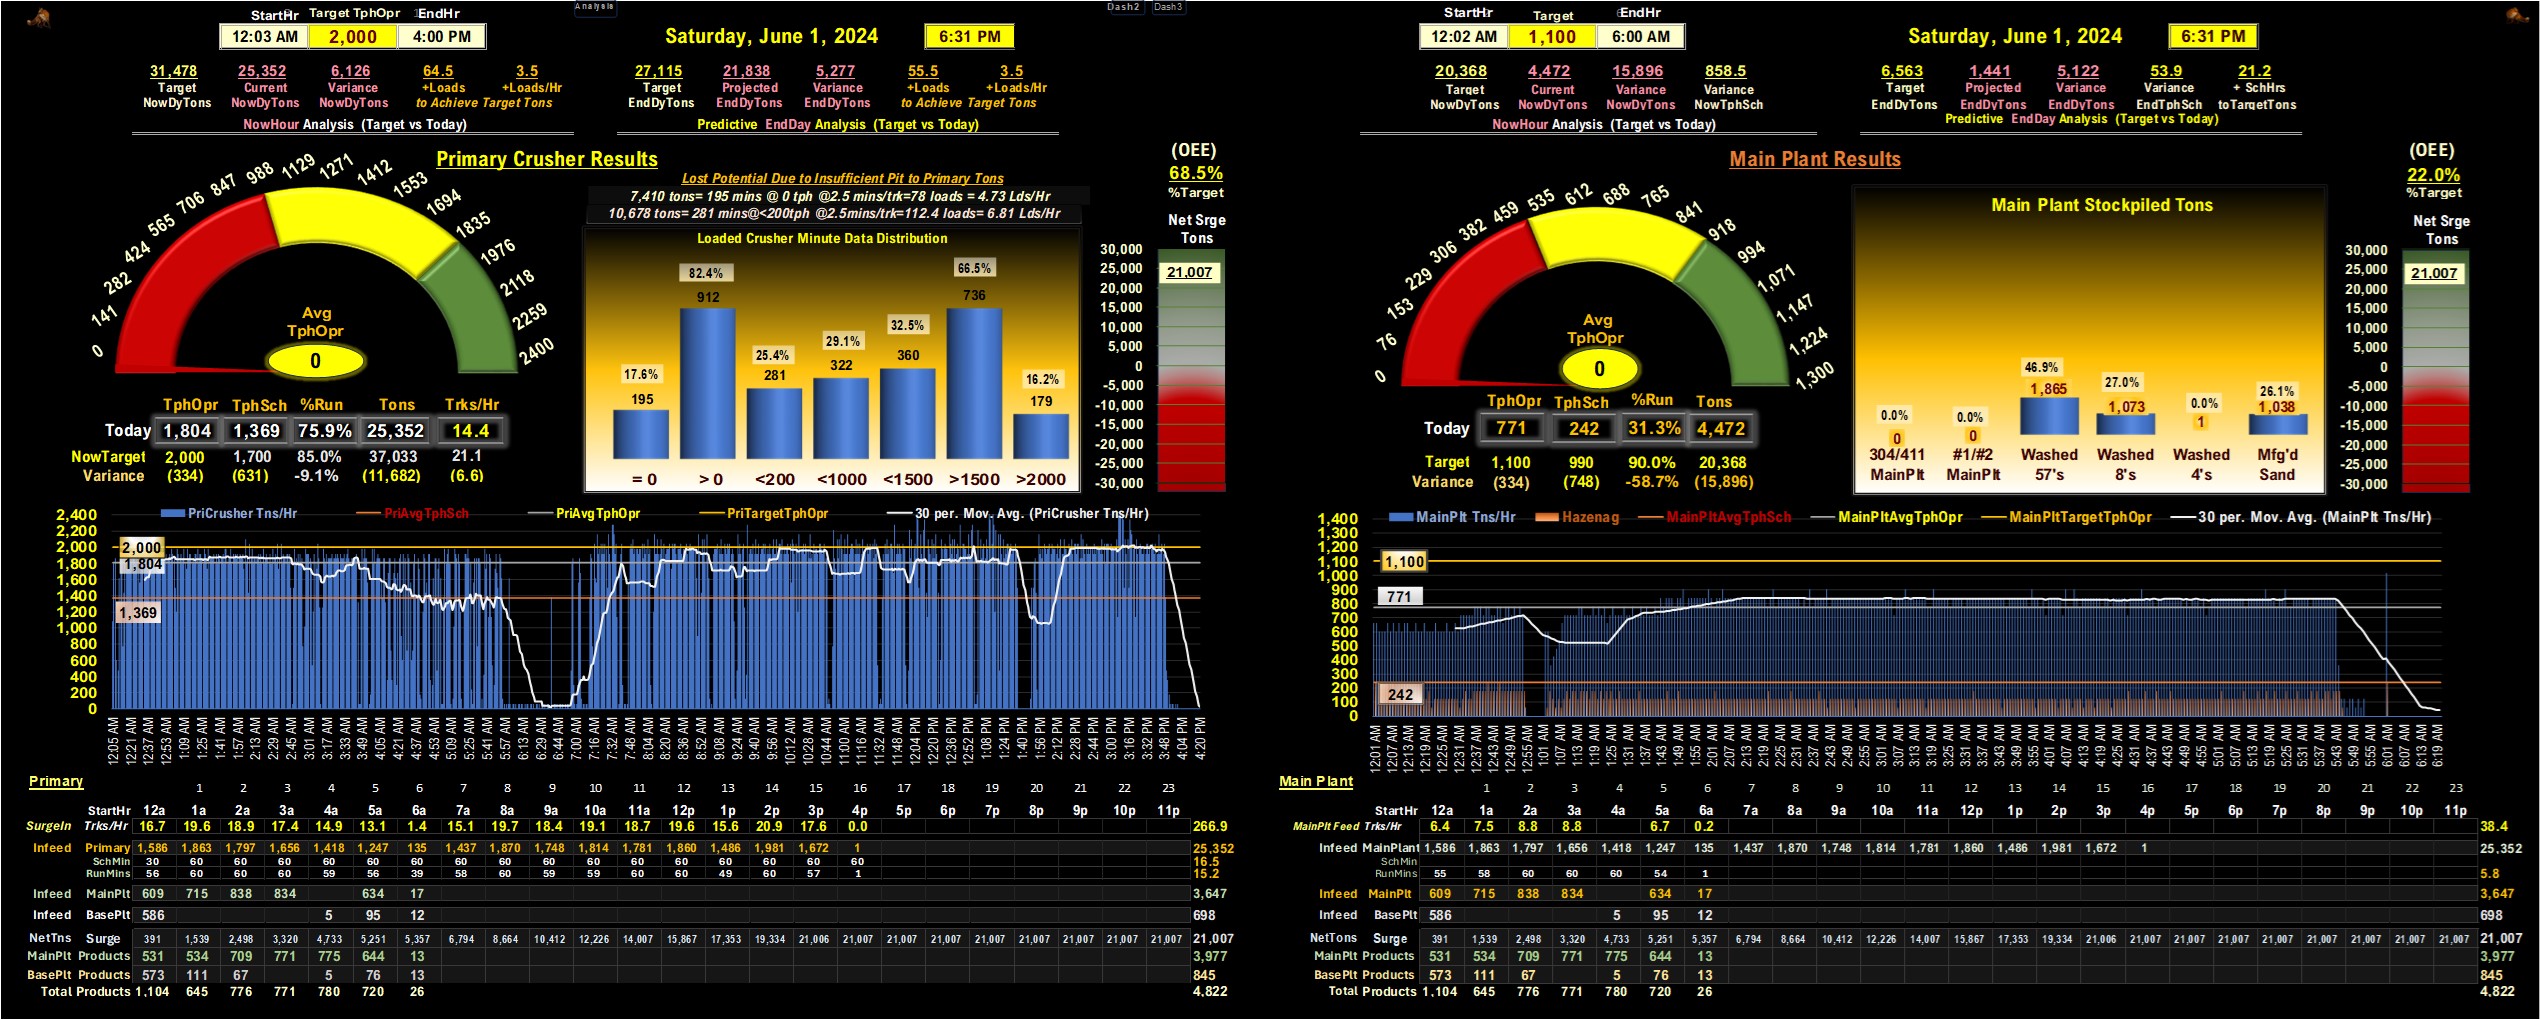 Analysis
Dash2
Dash3
StartHr Target TphOpr EndHr
12:03 AM 2,000 4:00 PM
Saturday, June 1, 2024 6:31 PM
31,478 25,352 6,126 64.5 3.5
Target Current Variance +Loads +Loads/Hr
NowDyTons NowDyTons NowDyTons to Achieve Target Tons
NowHour Analysis (Target vs Today)
27,115 21,838 5,277 55.5 3.5
Target Projected Variance +Loads +Loads/Hr
EndDyTons EndDyTons EndDyTons to Achieve Target Tons
Predictive EndDay Analysis (Target vs Today)
Primary Crusher Results
0 141 282 424 565 706 847 988 1129 1271 1412 1553 1694 1835 1976 2118 2259 2400
Avg
TphOpr
0
TphOpr TphSch %Run Tons Trks/Hr
Today 1,804 1,369 75.9% 25,352 14.4
NowTarget 2,000 1,700 85.0% 37,033 21.1
Variance (334) (631) -9.1% (11,682) (6.6)
Lost Potential Due to Insufficient Pit to Primary Tons
7,410 tons= 195 mins @ 0 tph @2.5 mins/trk=78 loads = 4.73 Lds/Hr
10,678 tons= 281 mins@<200tph @2.5mins/trk=112.4 loads= 6.81 Lds/Hr
Loaded Crusher Minute Data Distribution
17.6% 82.4% 25.4% 29.1% 32.5% 66.5% 16.2%
195 912 281 322 360 736 179
= 0 > 0 <200 <1000 <1500 >1500 >2000
(OEE)
68.5%
%Target
Net Srge
Tons
30,000
25,000
21,007
20,000
15,000
10,000
5,000
0
-5,000
-10,000
-15,000
-20,000
-25,000
-30,000
PriCrusher Tns/Hr PriAvgTphSch PriAvgTphOpr PriTargetTphOpr 30 per. Mov. Avg. (PriCrusher Tns/Hr)
2,400
2,200
2,000
1,800
1,600
1,400
1,200
1,000
800
600
400
200
0
2,000
1,804
1,369
12:05 AM 12:21 AM 12:37 AM 12:53 AM 1:09 AM 1:25 AM 1:41 AM 1:57 AM 2:13 AM 2:29 AM 2:45 AM 3:01 AM 3:17 AM 3:33 AM 3:49 AM 4:05 AM 4:21 AM 4:37 AM 4:53 AM 5:09 AM 5:25 AM 5:41 AM 5:57 AM 6:13 AM 6:29 AM 6:45 AM 7:00 AM 7:16 AM 7:32 AM 7:48 AM 8:04 AM 8:20 AM 8:36 AM 8:52 AM 9:08 AM 9:24 AM 9:40 AM 9:56 AM 10:12 AM 10:28 AM 10:44 AM 11:00 AM 11:16 AM 11:32 AM 11:48 AM 12:04 PM 12:20 PM 12:36 PM 12:52 PM 1:08 PM 1:24 PM 1:40 PM 1:56 PM 2:12 PM 2:28 PM 2:44 PM 3:00 PM 3:16 PM 3:32 PM 3:48 PM 4:04 PM 4:20 PM
Primary 1 2 3 4 5 6 7 8 9 10 11 12 13 14 15 16 17 18 19 20 21 22 23
StartHr 12a 1a 2a 3a 4a 5a 6a 7a 8a 9a 10a 11a 12p 1p 2p 3p 4p 5p 6p 7p 8p 9p 10p 11p
SurgeIn Trks/Hr 16.7 19.6 18.9 17.4 14.9 13.1 1.4 15.1 19.7 18.4 19.1 18.7 19.6 15.6 20.9 17.6 0.0 266.9
Infeed Primary 1,586 1,863 1,797 1,656 1,418 1,247 135 1,437 1,870 1,748 1,814 1,781 1,860 1,486 1,981 1,672 1 25,352
SchMin 30 60 60 60 60 60 60 60 60 60 60 60 60 60 60 60 60 16.5
RunMins 56 60 60 60 59 56 39 58 60 59 59 60 60 49 60 57 1 15.2
Infeed MainPlt 609 715 838 834 634 17 3,647
Infeed BasePlt 586 5 95 12 698
NetTns Surge 391 1,539 2,498 3,320 4,733 5,251 5,357 6,794 8,664 10,412 12,226 14,007 15,867 17,353 19,334 21,006 21,007 21,007 21,007 21,007 21,007 21,007 21,007 21,007 21,007
MainPlt Products 531 534 709 771 775 644 13 3,977
BasePlt Products 573 111 67 5 76 13 845
Total Products 1,104 645 776 771 780 720 26 4,822
StartHr Target EndHr
12:02 AM 1,100 6:00 AM
Saturday, June 1, 2024 6:31 PM
20,368 4,472 15,896 858.5
Target Current Variance Variance
NowDyTons NowDyTons NowDyTons NowTphSch
NowHour Analysis (Target vs Today)
6,563 1,441 5,122 53.9 21.2
Target Projected Variance Variance + SchHrs
EndDyTons EndDyTons EndDyTons EndTphSch toTargetTons
Predictive EndDay Analysis (Target vs Today)
Main Plant Results
0 76 153 229 306 382 459 535 612 688 765 841 918 994 1,071 1,147 1,224 1,300
Avg
TphOpr
0
TphOpr TphSch %Run Tons
Today 771 242 31.3% 4,472
Target 1,100 990 90.0% 20,368
Variance (334) (748) -58.7% (15,896)
Main Plant Stockpiled Tons
0.0% 0.0% 46.9% 27.0% 0.0% 26.1%
0 0 1,865 1,073 1 1,038
304/411 #1/#2 Washed Washed Washed Mfg'd
MainPlt MainPlt 57's 8's 4's Sand
(OEE)
22.0%
%Target
Net Srge
Tons
30,000
25,000
21,007
20,000
15,000
10,000
5,000
0
-5,000
-10,000
-15,000
-20,000
-25,000
-30,000
MainPlt Tns/Hr Hazenag MainPltAvgTphSch MainPltAvgTphOpr MainPltTargetTphOpr 30 per. Mov. Avg. (MainPlt Tns/Hr)
1,400
1,300
1,200
1,100
1,000
900
800
700
600
500
400
300
200
100
0
771
242
12:01 AM 12:07 AM 12:13 AM 12:19 AM 12:25 AM 12:31 AM 12:37 AM 12:43 AM 12:49 AM 12:55 AM 1:01 AM 1:07 AM 1:13 AM 1:19 AM 1:25 AM 1:31 AM 1:37 AM 1:43 AM 1:49 AM 1:55 AM 2:01 AM 2:07 AM 2:13 AM 2:19 AM 2:25 AM 2:31 AM 2:37 AM 2:43 AM 2:49 AM 2:55 AM 3:01 AM 3:07 AM 3:13 AM 3:19 AM 3:25 AM 3:31 AM 3:37 AM 3:43 AM 3:49 AM 3:55 AM 4:01 AM 4:07 AM 4:13 AM 4:19 AM 4:25 AM 4:31 AM 4:37 AM 4:43 AM 4:49 AM 4:55 AM 5:01 AM 5:07 AM 5:13 AM 5:19 AM 5:25 AM 5:31 AM 5:37 AM 5:43 AM 5:49 AM 5:55 AM 6:01 AM 6:07 AM 6:13 AM 6:19 AM
Main Plant 1 2 3 4 5 6 7 8 9 10 11 12 13 14 15 16 17 18 19 20 21 22 23
StartHr 12a 1a 2a 3a 4a 5a 6a 7a 8a 9a 10a 11a 12p 1p 2p 3p 4p 5p 6p 7p 8p 9p 10p 11p
MainPlt Feed Trks/Hr 6.4 7.5 8.8 8.8 6.7 0.2 38.4
Infeed MainPlant 1,586 1,863 1,797 1,656 1,418 1,247 135 1,437 1,870 1,748 1,814 1,781 1,860 1,486 1,981 1,672 1 25,352
SchMin
RunMins 55 58 60 60 60 54 1 5.8
Infeed MainPlt 609 715 838 834 634 17 3,647
Infeed BasePlt 586 5 95 12 698
NetTons Surge 391 1,539 2,498 3,320 4,733 5,251 5,357 6,794 8,664 10,412 12,226 14,007 15,867 17,353 19,334 21,006 21,007 21,007 21,007 21,007 21,007 21,007 21,007 21,007 21,007
MainPlt Products 531 534 709 771 775 644 13 3,977
BasePlt Products 573 111 67 5 76 13 845
Total Products 1,104 645 776 771 780 720 26 4,822